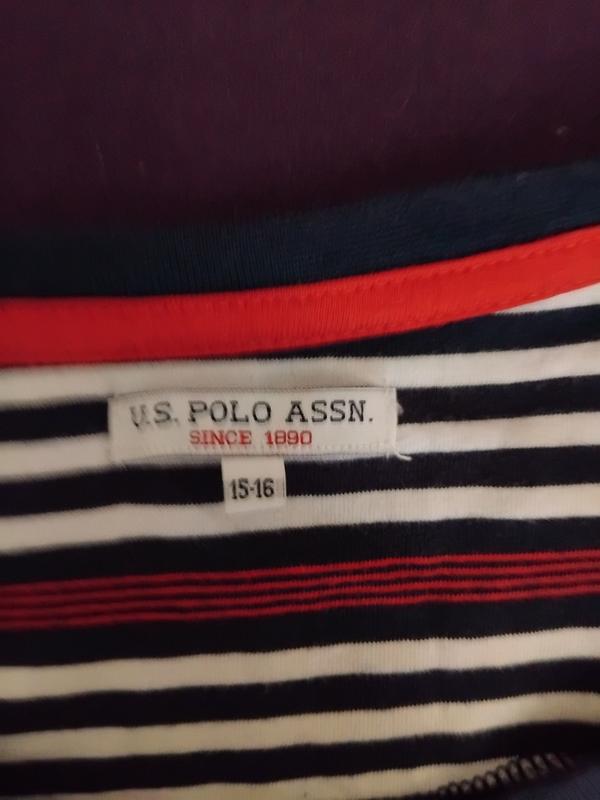 U.S. POLO ASSN.
SINCE 1890
15-16